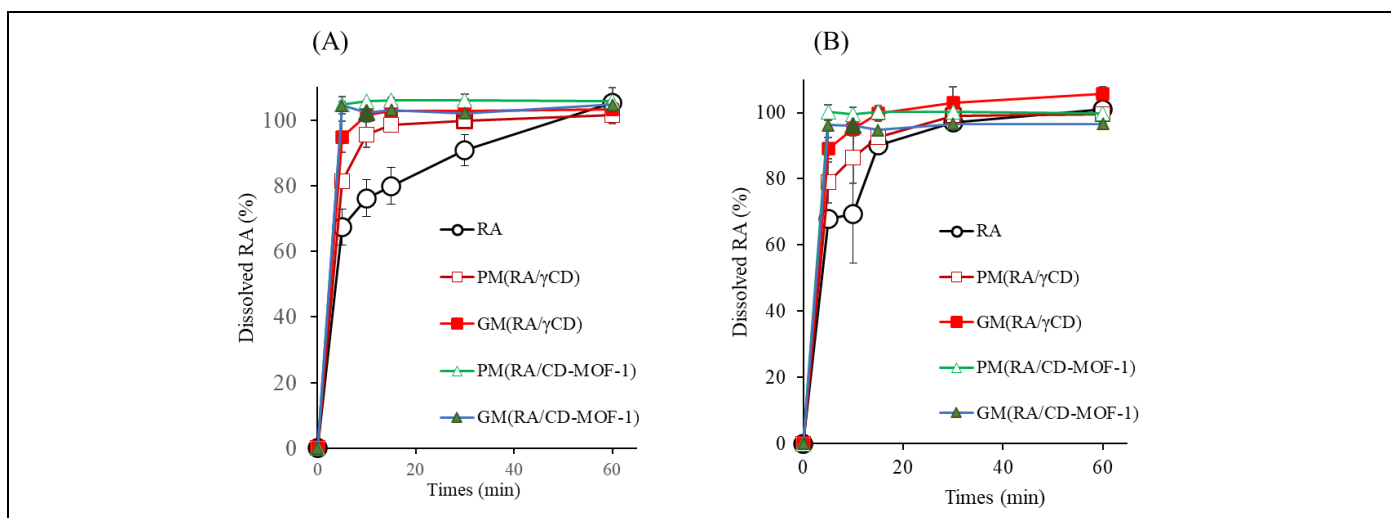 (A)
Dissolved RA (%)
100
80
60
40
20
0
0
20
40
60
Times (min)
RA
PM(RA/γCD)
GM(RA/γCD)
PM(RA/CD-MOF-1)
GM(RA/CD-MOF-1)
(B)
Dissolved RA (%)
100
80
60
40
20
0
0
20
40
60
Times (min)
RA
PM(RA/γCD)
GM(RA/γCD)
PM(RA/CD-MOF-1)
GM(RA/CD-MOF-1)